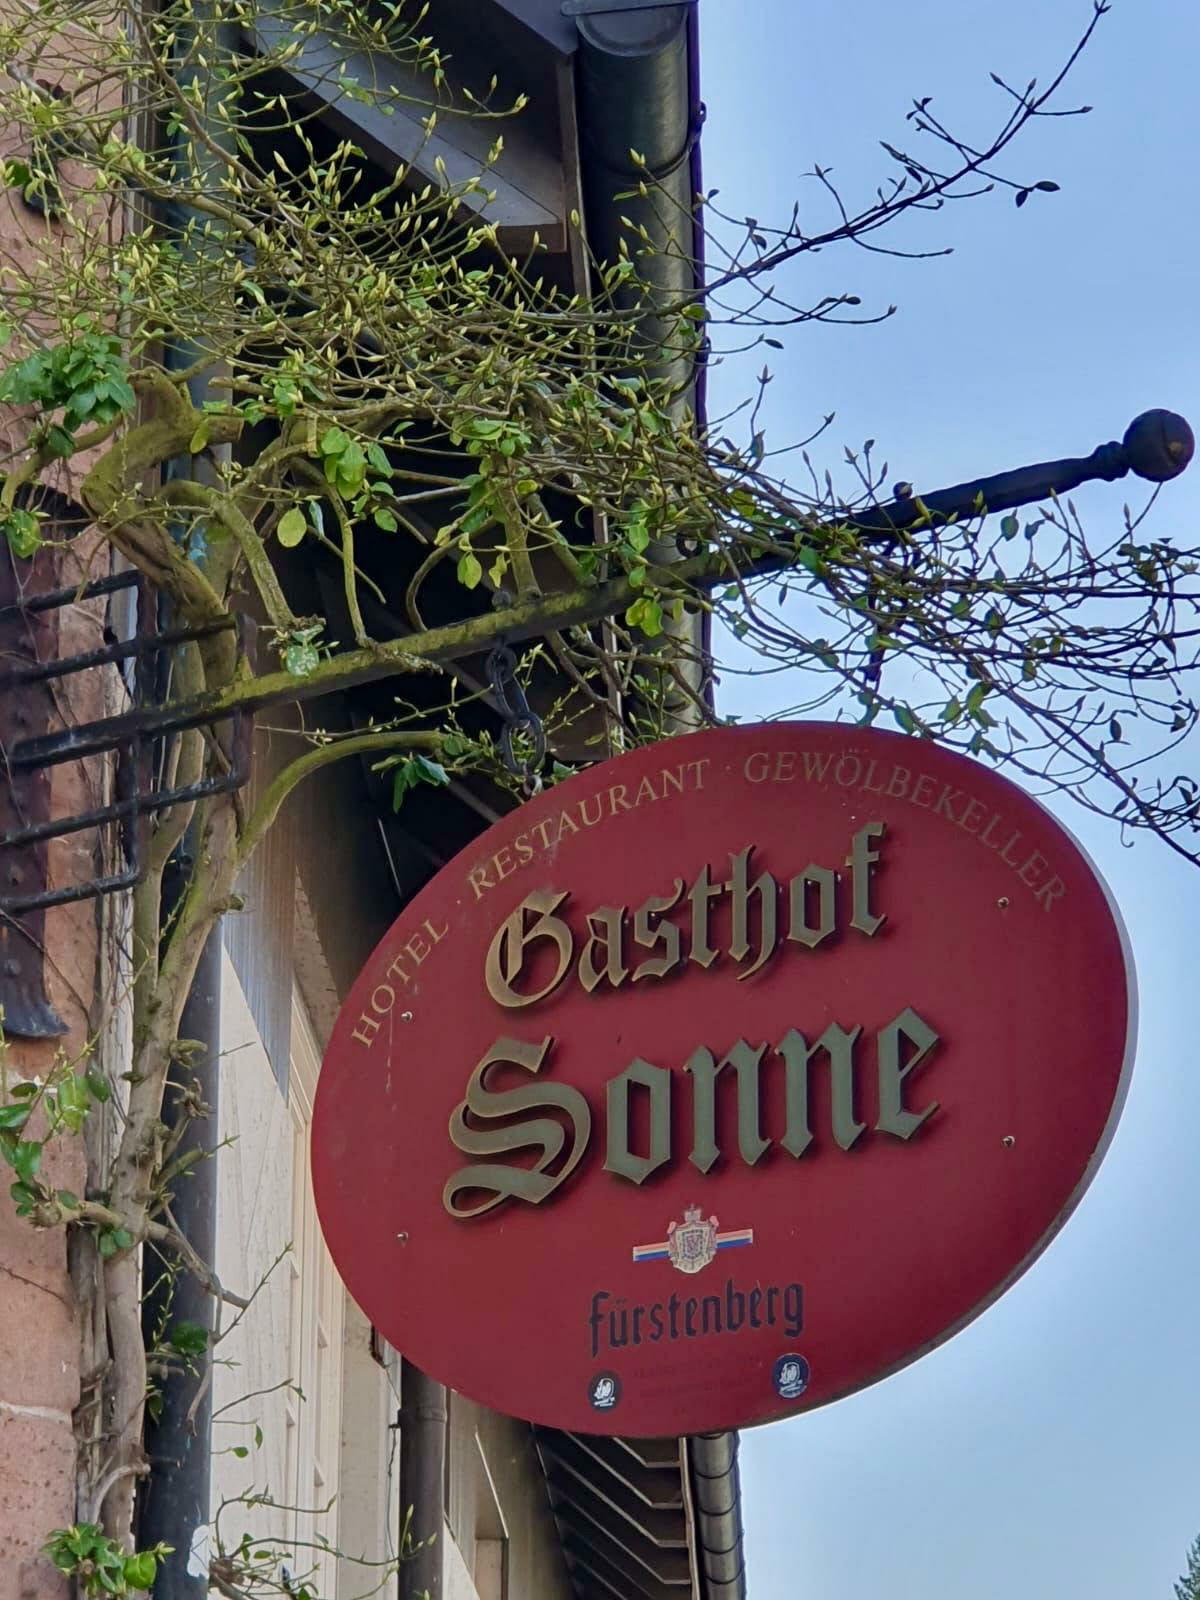 HOTEL · RESTAURANT · GEWÖLBEKELLER
Gasthof
Sonne
fürstenberg